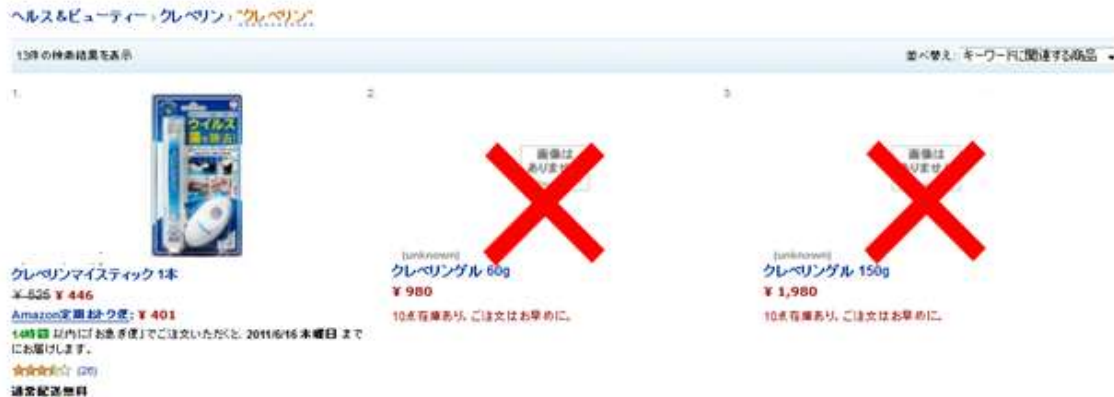 ヘルス&ビューティー › クレベリン › "クレベリン"
13件の検索結果を表示
並べ替え: キーワードに関連する商品
1.
2.
3.
ウイルス
画像は
ありません
画像は
ありません
クレベリンマイスティック 1本
¥ 525 ¥ 446
Amazon定期おトク便: ¥ 401
14時間 以内に「お急ぎ便」でご注文いただくと、2011/6/16 木曜日 まで
にお届けします。
(26)
通常配送無料
(unknown)
クレベリンゲル 60g
¥ 980
10点在庫あり。ご注文はお早めに。
(unknown)
クレベリンゲル 150g
¥ 1,980
10点在庫あり。ご注文はお早めに。